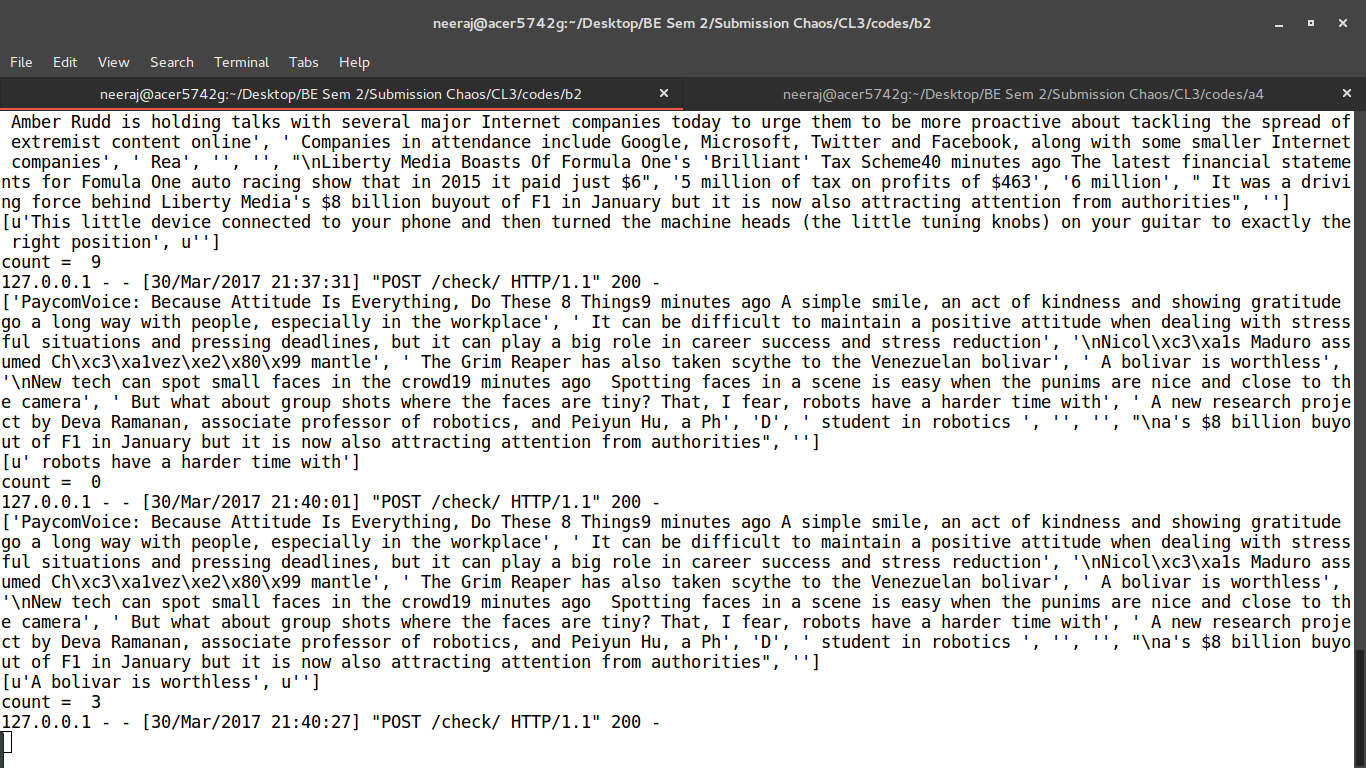 neeraj@acer5742g:~/Desktop/BE Sem 2/Submission Chaos/CL3/codes/b2
File Edit View Search Terminal Tabs Help
neeraj@acer5742g:~/Desktop/BE Sem 2/Submission Chaos/CL3/codes/b2 × neeraj@acer5742g:~/Desktop/BE Sem 2/Submission Chaos/CL3/codes/a4 ×
 Amber Rudd is holding talks with several major Internet companies today to urge them to be more proactive about tackling the spread of
 extremist content online', ' Companies in attendance include Google, Microsoft, Twitter and Facebook, along with some smaller Internet
companies', ' Rea', '', '', "\nLiberty Media Boasts Of Formula One's 'Brilliant' Tax Scheme40 minutes ago The latest financial stateme
nts for Fomula One auto racing show that in 2015 it paid just $6", '5 million of tax on profits of $463', '6 million', " It was a drivi
ng force behind Liberty Media's $8 billion buyout of F1 in January but it is now also attracting attention from authorities", '']
[u'This little device connected to your phone and then turned the machine heads (the little tuning knobs) on your guitar to exactly the
 right position', u'']
count =  9
127.0.0.1 - - [30/Mar/2017 21:37:31] "POST /check/ HTTP/1.1" 200 -
['PaycomVoice: Because Attitude Is Everything, Do These 8 Things9 minutes ago A simple smile, an act of kindness and showing gratitude
go a long way with people, especially in the workplace', ' It can be difficult to maintain a positive attitude when dealing with stress
ful situations and pressing deadlines, but it can play a big role in career success and stress reduction', '\nNicol\xc3\xa1s Maduro ass
umed Ch\xc3\xa1vez\xe2\x80\x99 mantle', ' The Grim Reaper has also taken scythe to the Venezuelan bolivar', ' A bolivar is worthless',
'\nNew tech can spot small faces in the crowd19 minutes ago  Spotting faces in a scene is easy when the punims are nice and close to th
e camera', ' But what about group shots where the faces are tiny? That, I fear, robots have a harder time with', ' A new research proje
ct by Deva Ramanan, associate professor of robotics, and Peiyun Hu, a Ph', 'D', ' student in robotics ', '', '', "\na's $8 billion buyo
ut of F1 in January but it is now also attracting attention from authorities", '']
[u' robots have a harder time with']
count =  0
127.0.0.1 - - [30/Mar/2017 21:40:01] "POST /check/ HTTP/1.1" 200 -
['PaycomVoice: Because Attitude Is Everything, Do These 8 Things9 minutes ago A simple smile, an act of kindness and showing gratitude
go a long way with people, especially in the workplace', ' It can be difficult to maintain a positive attitude when dealing with stress
ful situations and pressing deadlines, but it can play a big role in career success and stress reduction', '\nNicol\xc3\xa1s Maduro ass
umed Ch\xc3\xa1vez\xe2\x80\x99 mantle', ' The Grim Reaper has also taken scythe to the Venezuelan bolivar', ' A bolivar is worthless',
'\nNew tech can spot small faces in the crowd19 minutes ago  Spotting faces in a scene is easy when the punims are nice and close to th
e camera', ' But what about group shots where the faces are tiny? That, I fear, robots have a harder time with', ' A new research proje
ct by Deva Ramanan, associate professor of robotics, and Peiyun Hu, a Ph', 'D', ' student in robotics ', '', '', "\na's $8 billion buyo
ut of F1 in January but it is now also attracting attention from authorities", '']
[u'A bolivar is worthless', u'']
count =  3
127.0.0.1 - - [30/Mar/2017 21:40:27] "POST /check/ HTTP/1.1" 200 -